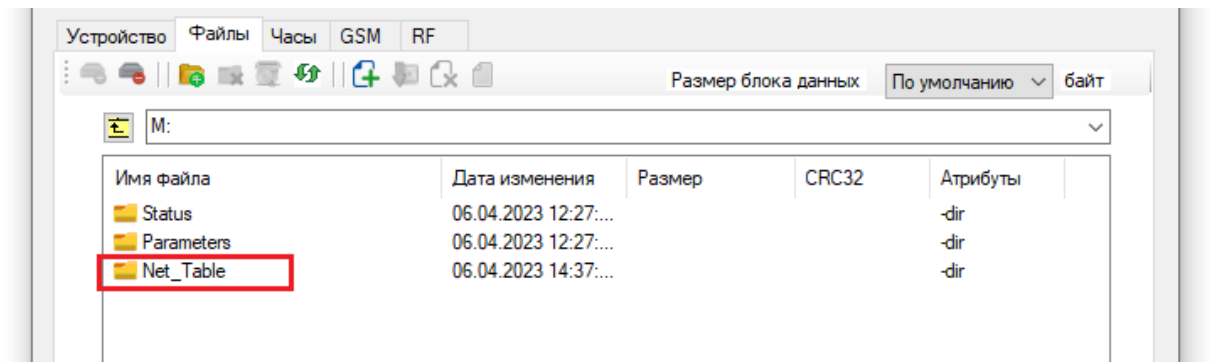 Устройство Файлы Часы GSM RF
Размер блока данных По умолчанию байт
M:
Имя файла Дата изменения Размер CRC32 Атрибуты
Status 06.04.2023 12:27:... -dir
Parameters 06.04.2023 12:27:... -dir
Net_Table 06.04.2023 14:37:... -dir